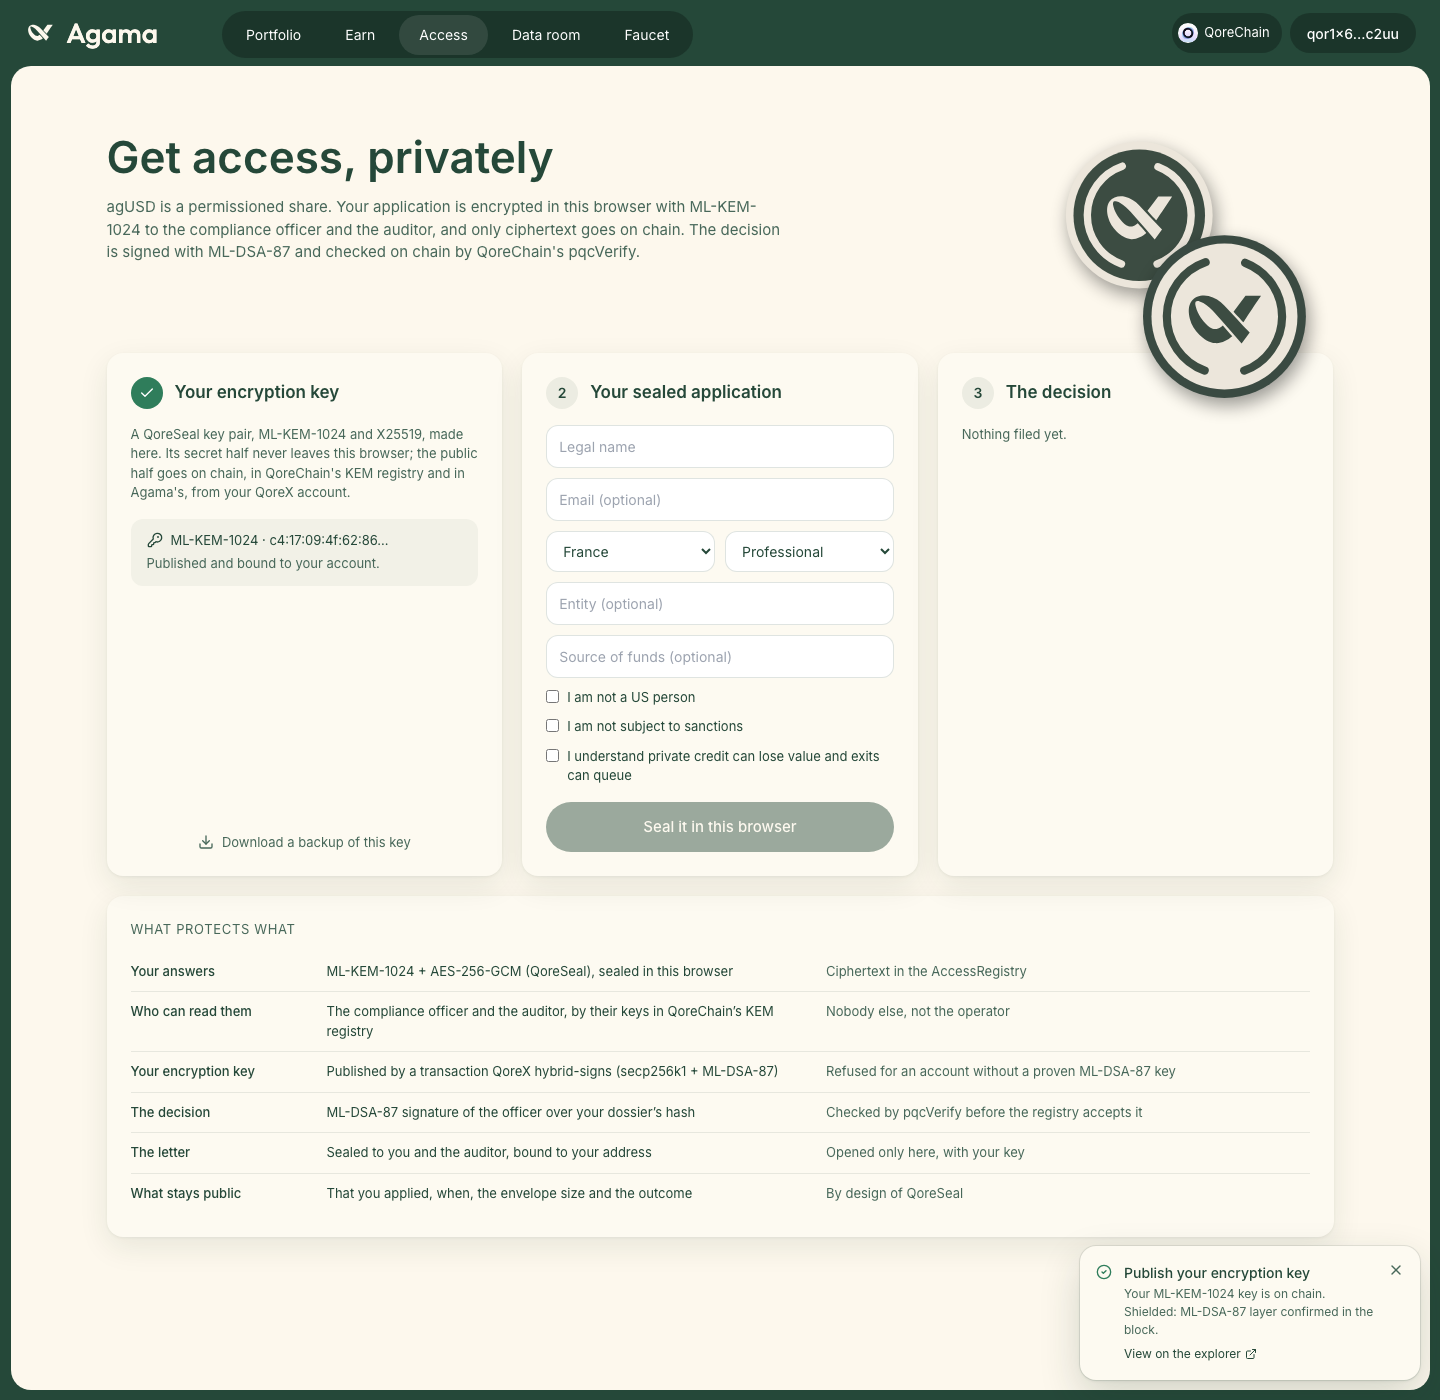 Agama
Portfolio
Earn
Access
Data room
Faucet
QoreChain
qor1x6...c2uu
Get access, privately
agUSD is a permissioned share. Your application is encrypted in this browser with ML-KEM-
1024 to the compliance officer and the auditor, and only ciphertext goes on chain. The decision
is signed with ML-DSA-87 and checked on chain by QoreChain's pqcVerify.
Your encryption key
A QoreSeal key pair, ML-KEM-1024 and X25519, made
here. Its secret half never leaves this browser; the public
half goes on chain, in QoreChain's KEM registry and in
Agama's, from your QoreX account.
ML-KEM-1024 · c4:17:09:4f:62:86...
Published and bound to your account.
Download a backup of this key
2
Your sealed application
Legal name
Email (optional)
France
Professional
Entity (optional)
Source of funds (optional)
I am not a US person
I am not subject to sanctions
I understand private credit can lose value and exits
can queue
Seal it in this browser
3
The decision
Nothing filed yet.
WHAT PROTECTS WHAT
Your answers
ML-KEM-1024 + AES-256-GCM (QoreSeal), sealed in this browser
Ciphertext in the AccessRegistry
Who can read them
The compliance officer and the auditor, by their keys in QoreChain’s KEM
registry
Nobody else, not the operator
Your encryption key
Published by a transaction QoreX hybrid-signs (secp256k1 + ML-DSA-87)
Refused for an account without a proven ML-DSA-87 key
The decision
ML-DSA-87 signature of the officer over your dossier’s hash
Checked by pqcVerify before the registry accepts it
The letter
Sealed to you and the auditor, bound to your address
Opened only here, with your key
What stays public
That you applied, when, the envelope size and the outcome
By design of QoreSeal
Publish your encryption key
Your ML-KEM-1024 key is on chain.
Shielded: ML-DSA-87 layer confirmed in the
block.
View on the explorer